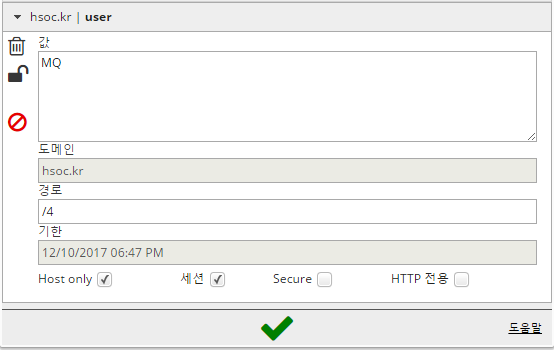 hsoc.kr | user
값
MQ
도메인
hsoc.kr
경로
/4
기한
12/10/2017 06:47 PM
Host only 세션 Secure HTTP 전용
도움말